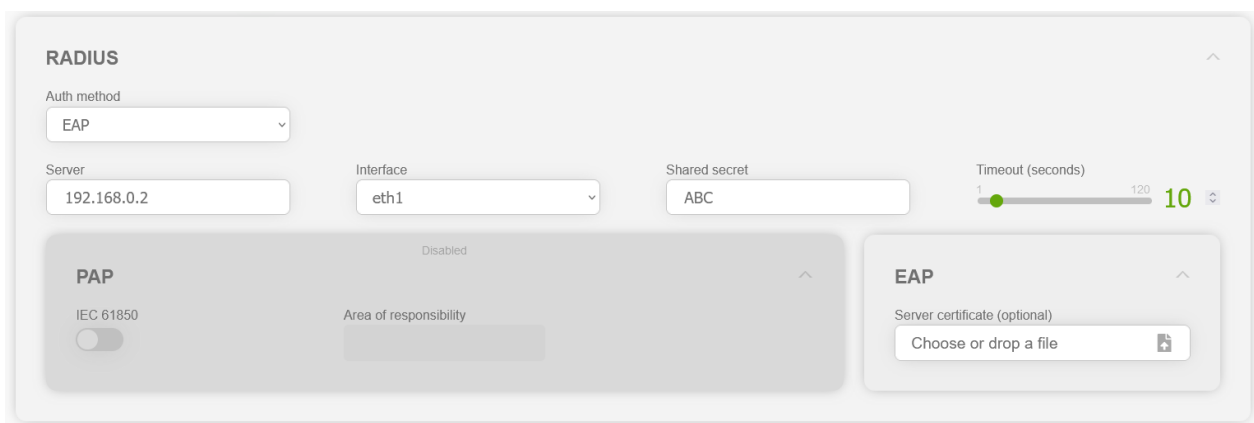 RADIUS
Auth method
EAP
Server
Interface
Shared secret
Timeout (seconds)
1
120
192.168.0.2
eth1
ABC
10
Disabled
PAP
IEC 61850
Area of responsibility
EAP
Server certificate (optional)
Choose or drop a file